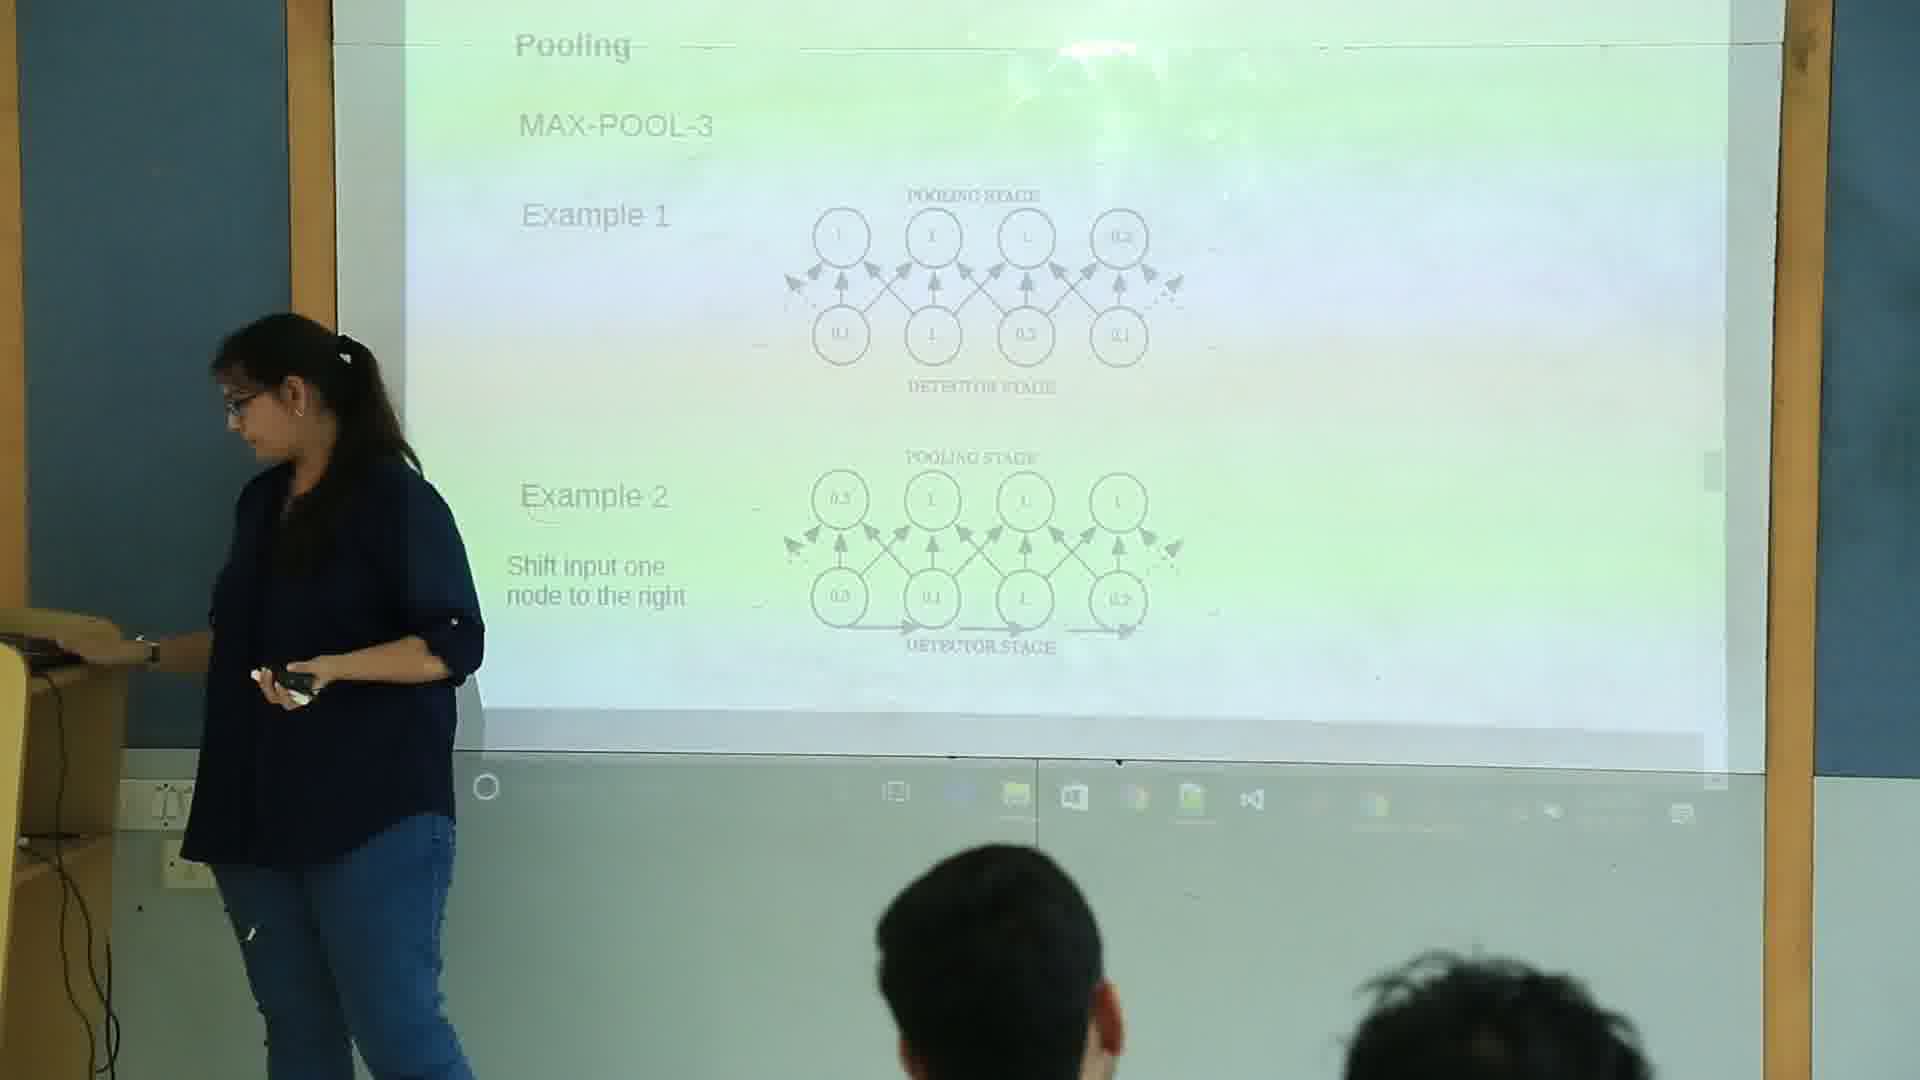 Pooling
MAX-POOL-3
Example 1
POOLING STAGE
1 1 1 0.2
0.1 1 0.2 0.1
DETECTOR STAGE
POOLING STAGE
Example 2
0.3 1 1 1
Shift input one
node to the right
0.3 0.1 1 0.2
DETECTOR STAGE